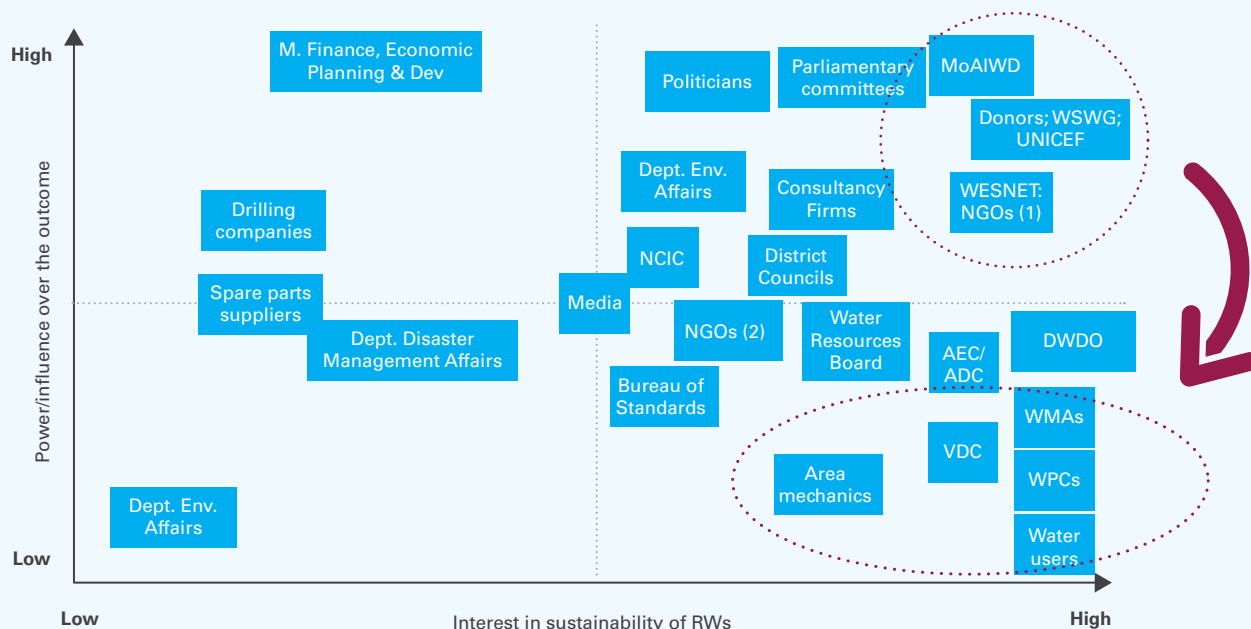 High
M. Finance, Economic
Planning & Dev
Politicians
Parliamentary
committees
MoAIWD
Donors; WSWG;
UNICEF
Dept. Env.
Affairs
Consultancy
Firms
WESNET:
NGOs (1)
Drilling
companies
NCIC
District
Councils
Power/influence over the outcome
Spare parts
suppliers
Media
Dept. Disaster
Management Affairs
NGOs (2)
Water
Resources
Board
AEC/
ADC
DWDO
Bureau of
Standards
WMAs
VDC
Area
mechanics
WPCs
Dept. Env.
Affairs
Water
users
Low
Low
Interest in sustainability of RWs
High